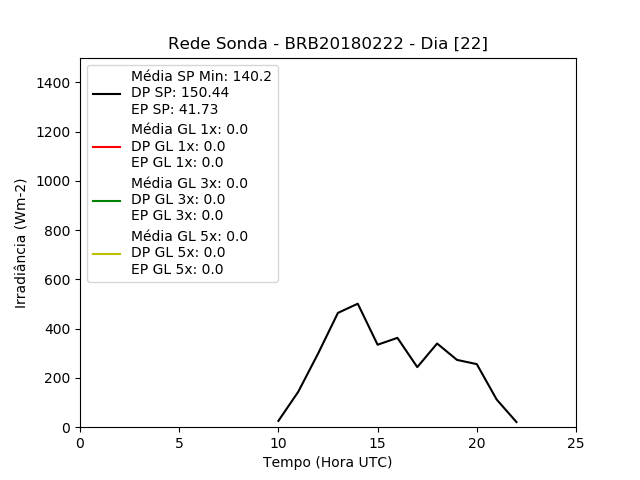 Rede Sonda - BRB20180222 - Dia [22]
Média SP Min: 140.2
DP SP: 150.44
EP SP: 41.73
Média GL 1x: 0.0
DP GL 1x: 0.0
EP GL 1x: 0.0
Média GL 3x: 0.0
DP GL 3x: 0.0
EP GL 3x: 0.0
Média GL 5x: 0.0
DP GL 5x: 0.0
EP GL 5x: 0.0
Irradiância (Wm-2)
1400
1200
1000
800
600
400
200
0
0 5 10 15 20 25
Tempo (Hora UTC)